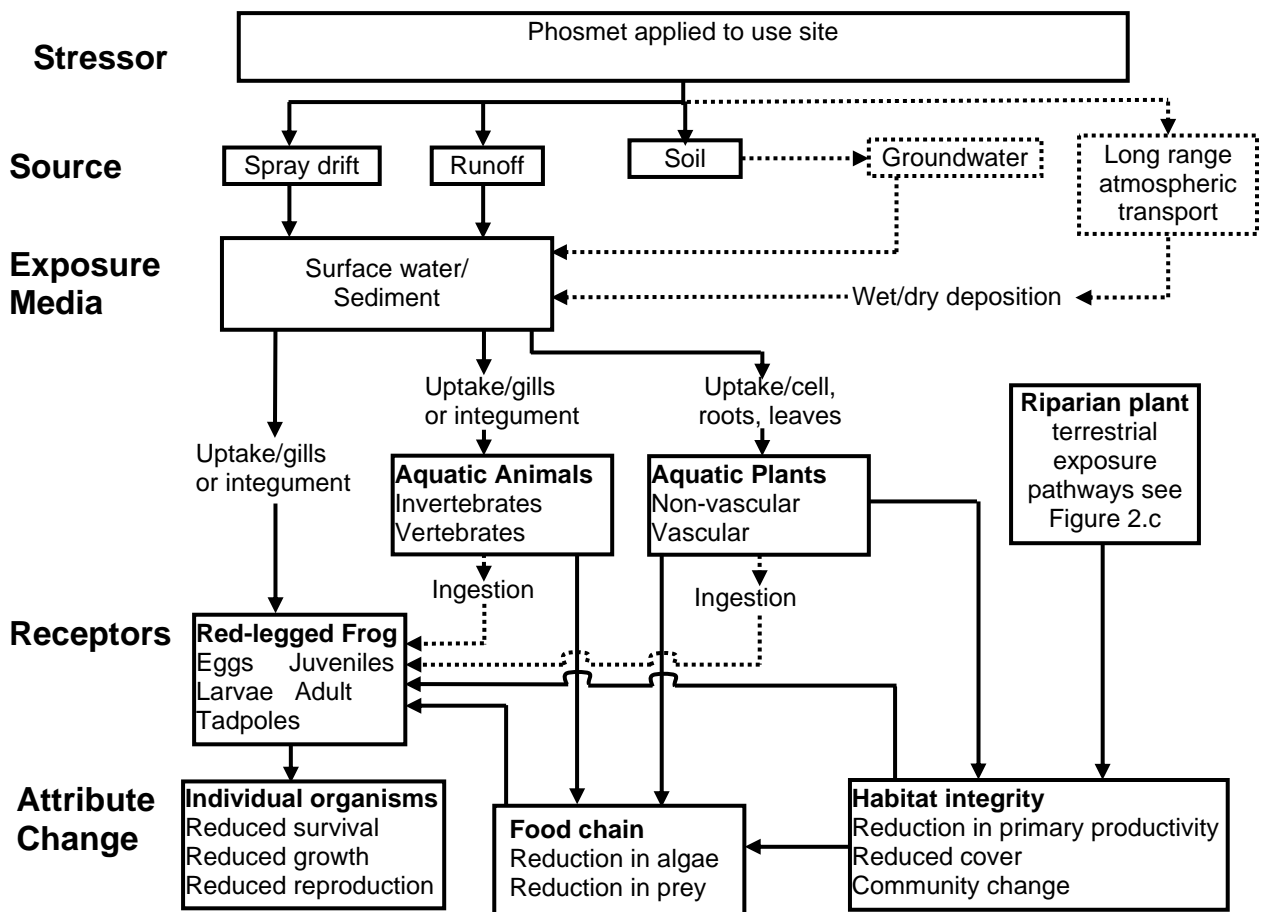 Stressor
Phosmet applied to use site
Source
Spray drift
Runoff
Soil
Groundwater
Long range
atmospheric
transport
Exposure
Media
Surface water/
Sediment
Wet/dry deposition
Uptake/gills
or integument
Uptake/gills
or integument
Uptake/cell,
roots, leaves
Riparian plant
terrestrial
exposure
pathways see
Figure 2.c
Aquatic Animals
Invertebrates
Vertebrates
Aquatic Plants
Non-vascular
Vascular
Ingestion
Ingestion
Receptors
Red-legged Frog
Eggs Juveniles
Larvae Adult
Tadpoles
Attribute
Change
Individual organisms
Reduced survival
Reduced growth
Reduced reproduction
Food chain
Reduction in algae
Reduction in prey
Habitat integrity
Reduction in primary productivity
Reduced cover
Community change